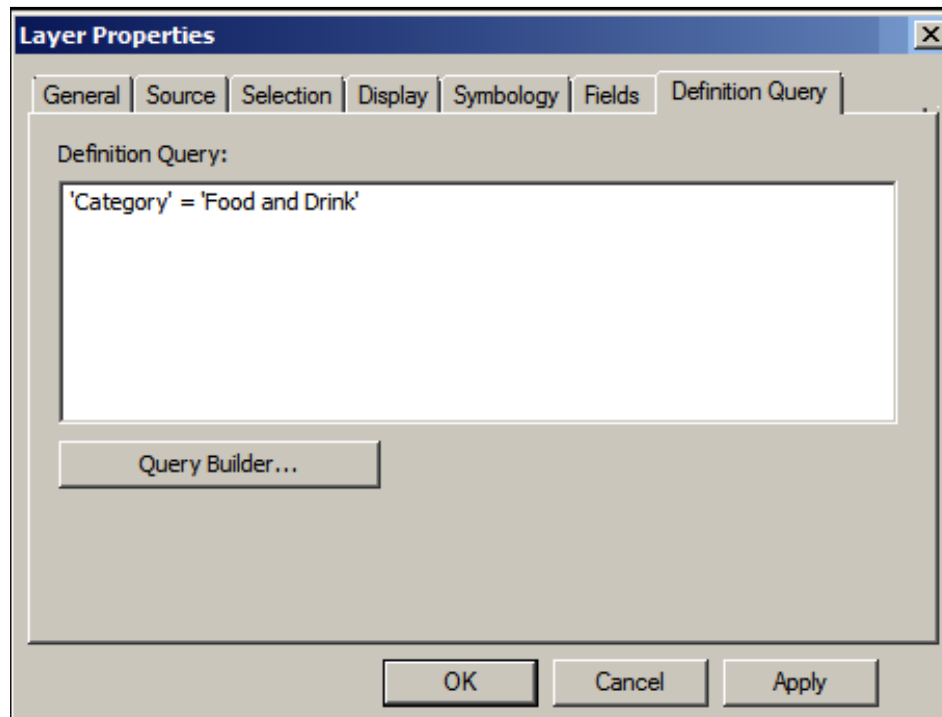 Layer Properties
General Source Selection Display Symbology Fields Definition Query
Definition Query:
'Category' = 'Food and Drink'
Query Builder...
OK Cancel Apply